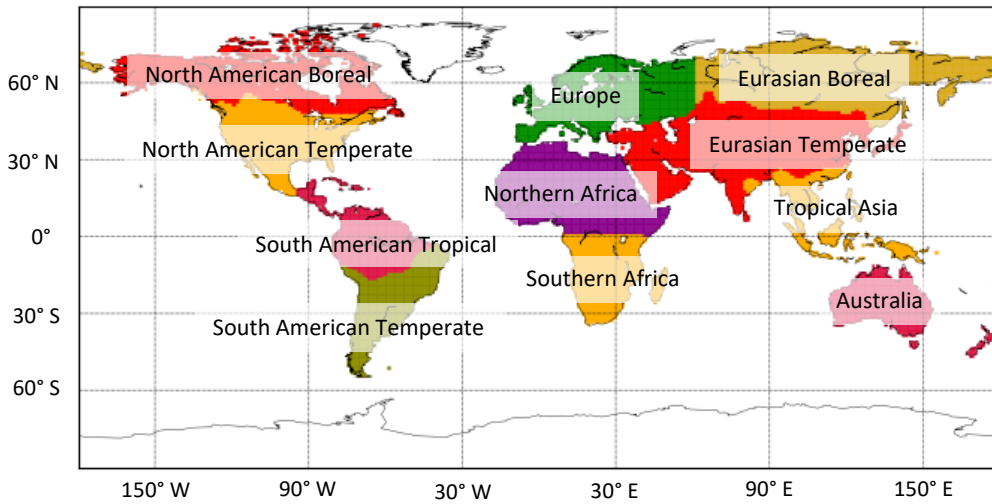 60° N
North American Boreal
Europe
Eurasian Boreal
30° N
North American Temperate
Eurasian Temperate
Northern Africa
Tropical Asia
0°
South American Tropical
Southern Africa
Australia
30° S
South American Temperate
60° S
150° W
90° W
30° W
30° E
90° E
150° E